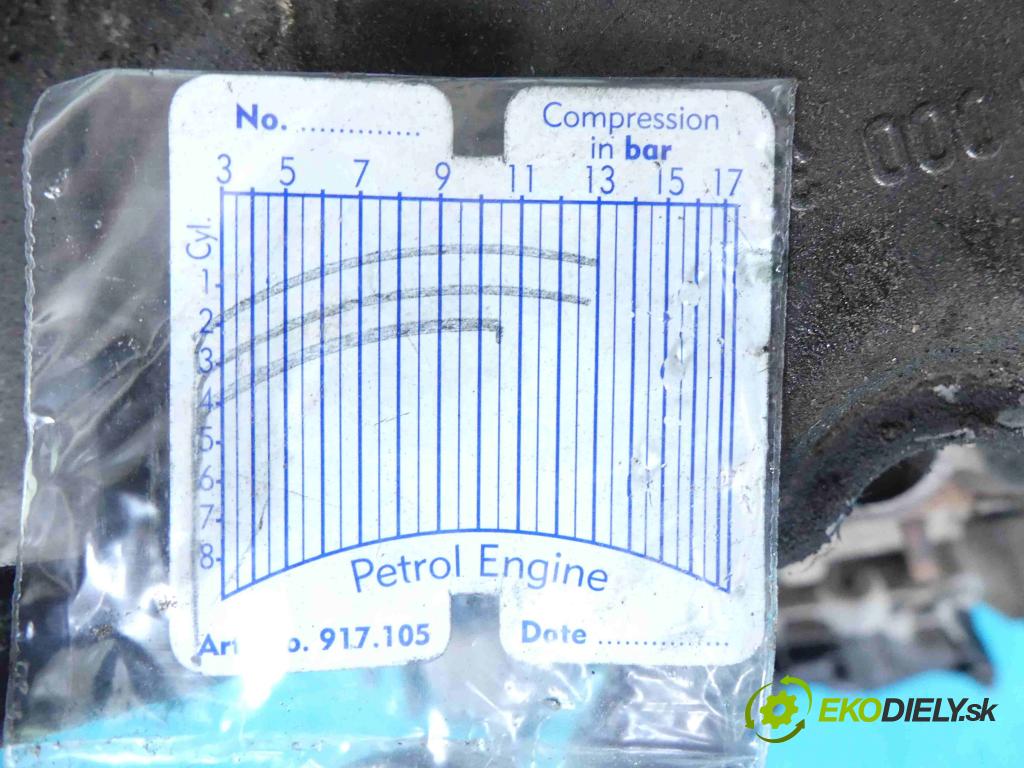 No. ..............
Compression
in bar
3 5 7 9 11 13 15 17
Cyl.
1
2
3
4
5
6
7
8
Petrol Engine
917.105
Date ................
000
EKODIELY.sk